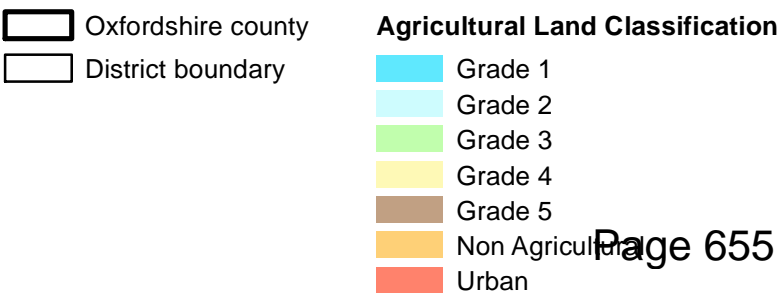 Oxfordshire county
District boundary
Agricultural Land Classification
Grade 1
Grade 2
Grade 3
Grade 4
Grade 5
Non Agricultural
Urban
Page 655